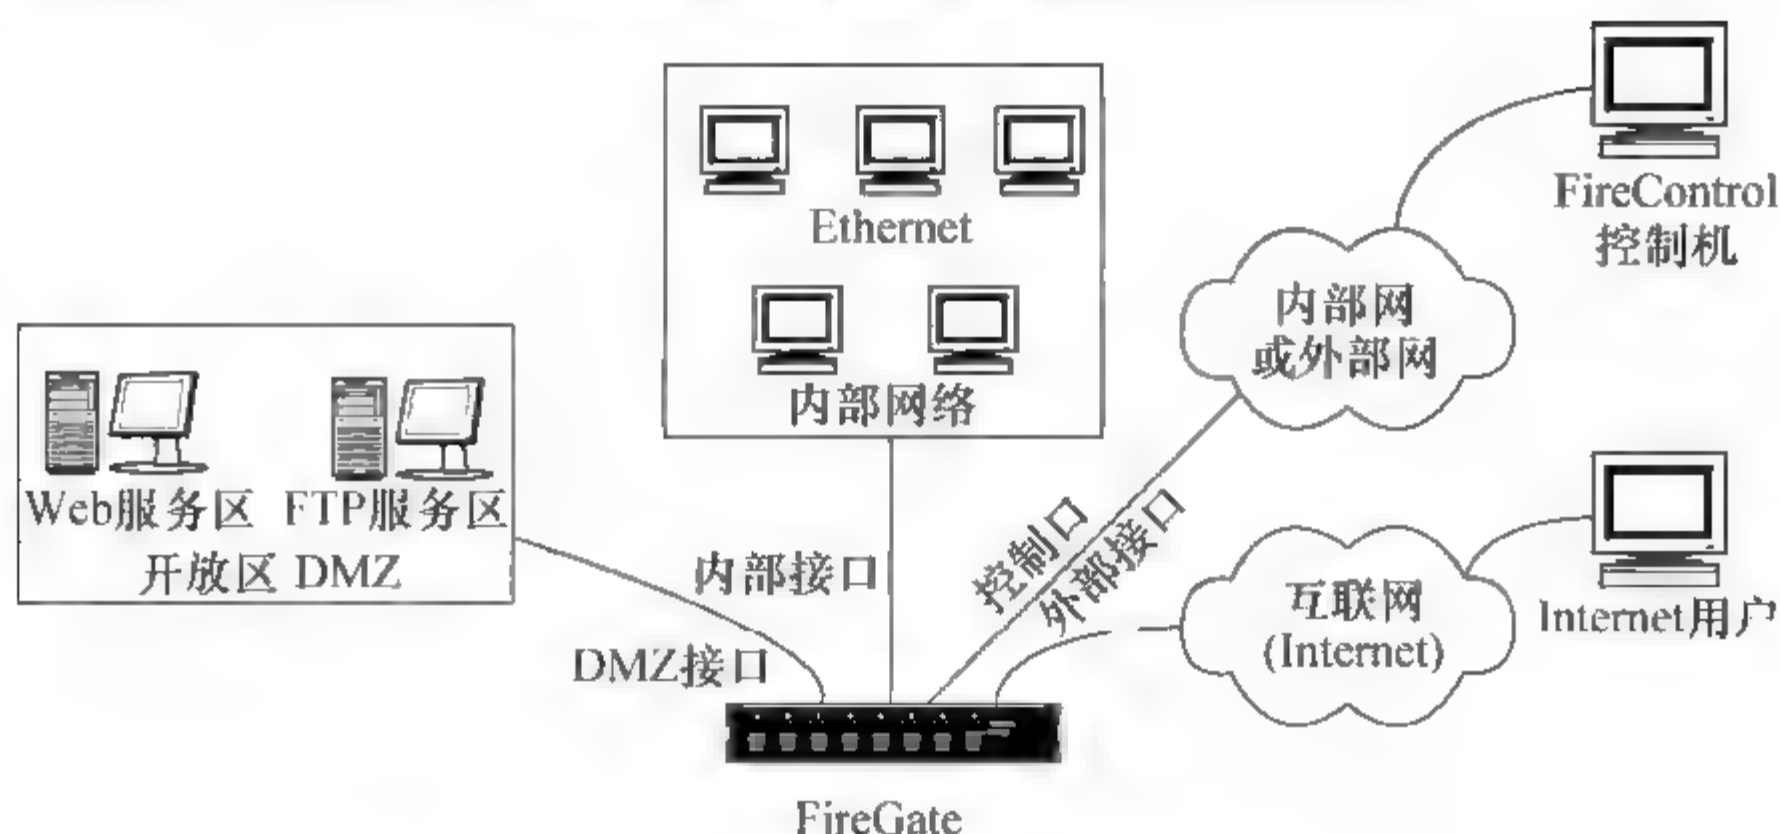 Ethernet
内部网络
FireControl
控制机
内部网
或外部网
Web服务区 FTP服务区
开放区 DMZ
内部接口
控制口
外部接口
DMZ接口
互联网
(Internet)
Internet用户
FireGate